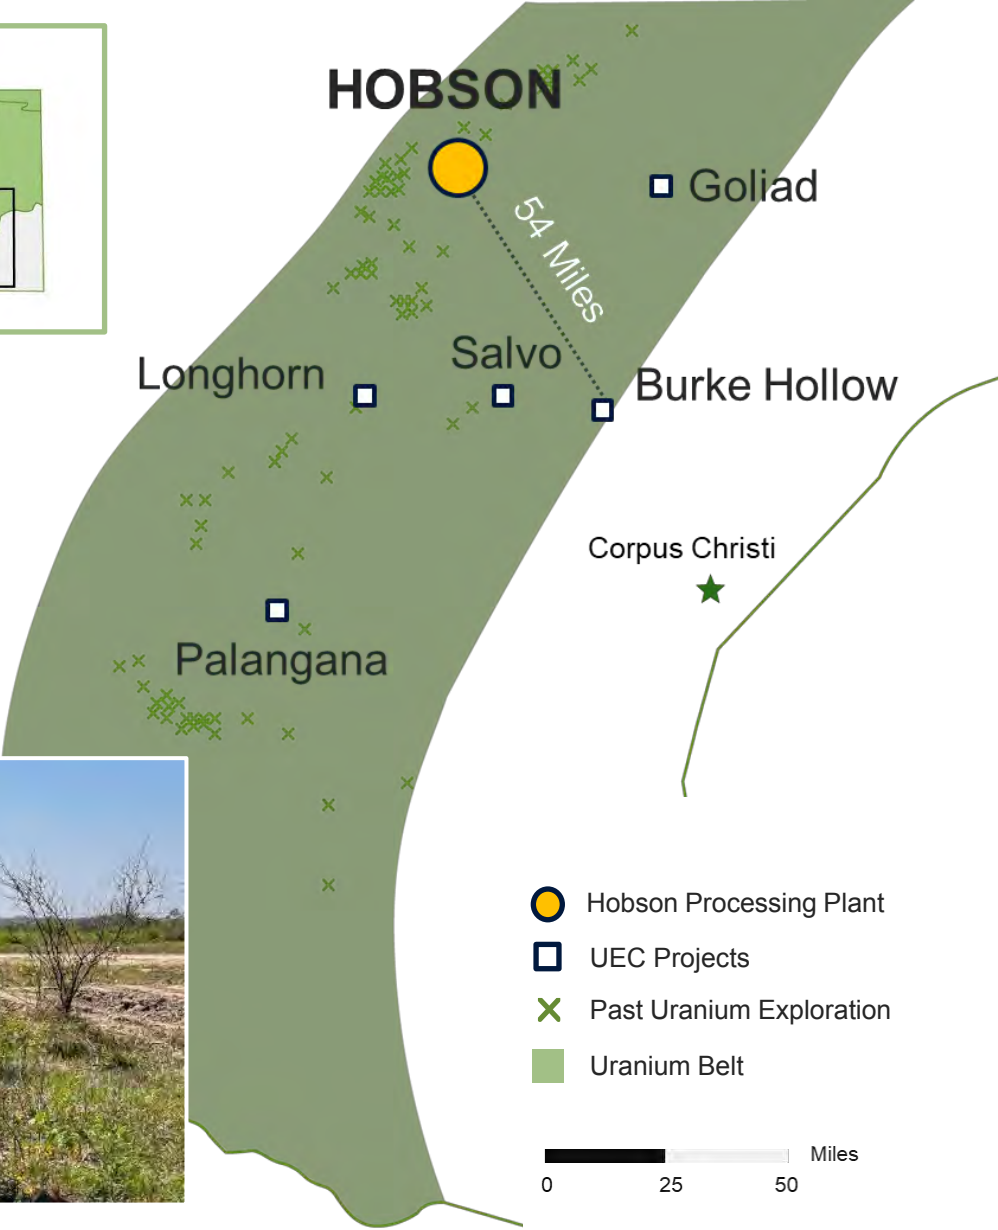 HOBSON
Goliad
54 Miles
Salvo
Longhorn
Burke Hollow
Corpus Christi
Palangana
Hobson Processing Plant
UEC Projects
Past Uranium Exploration
Uranium Belt
Miles
0 25 50